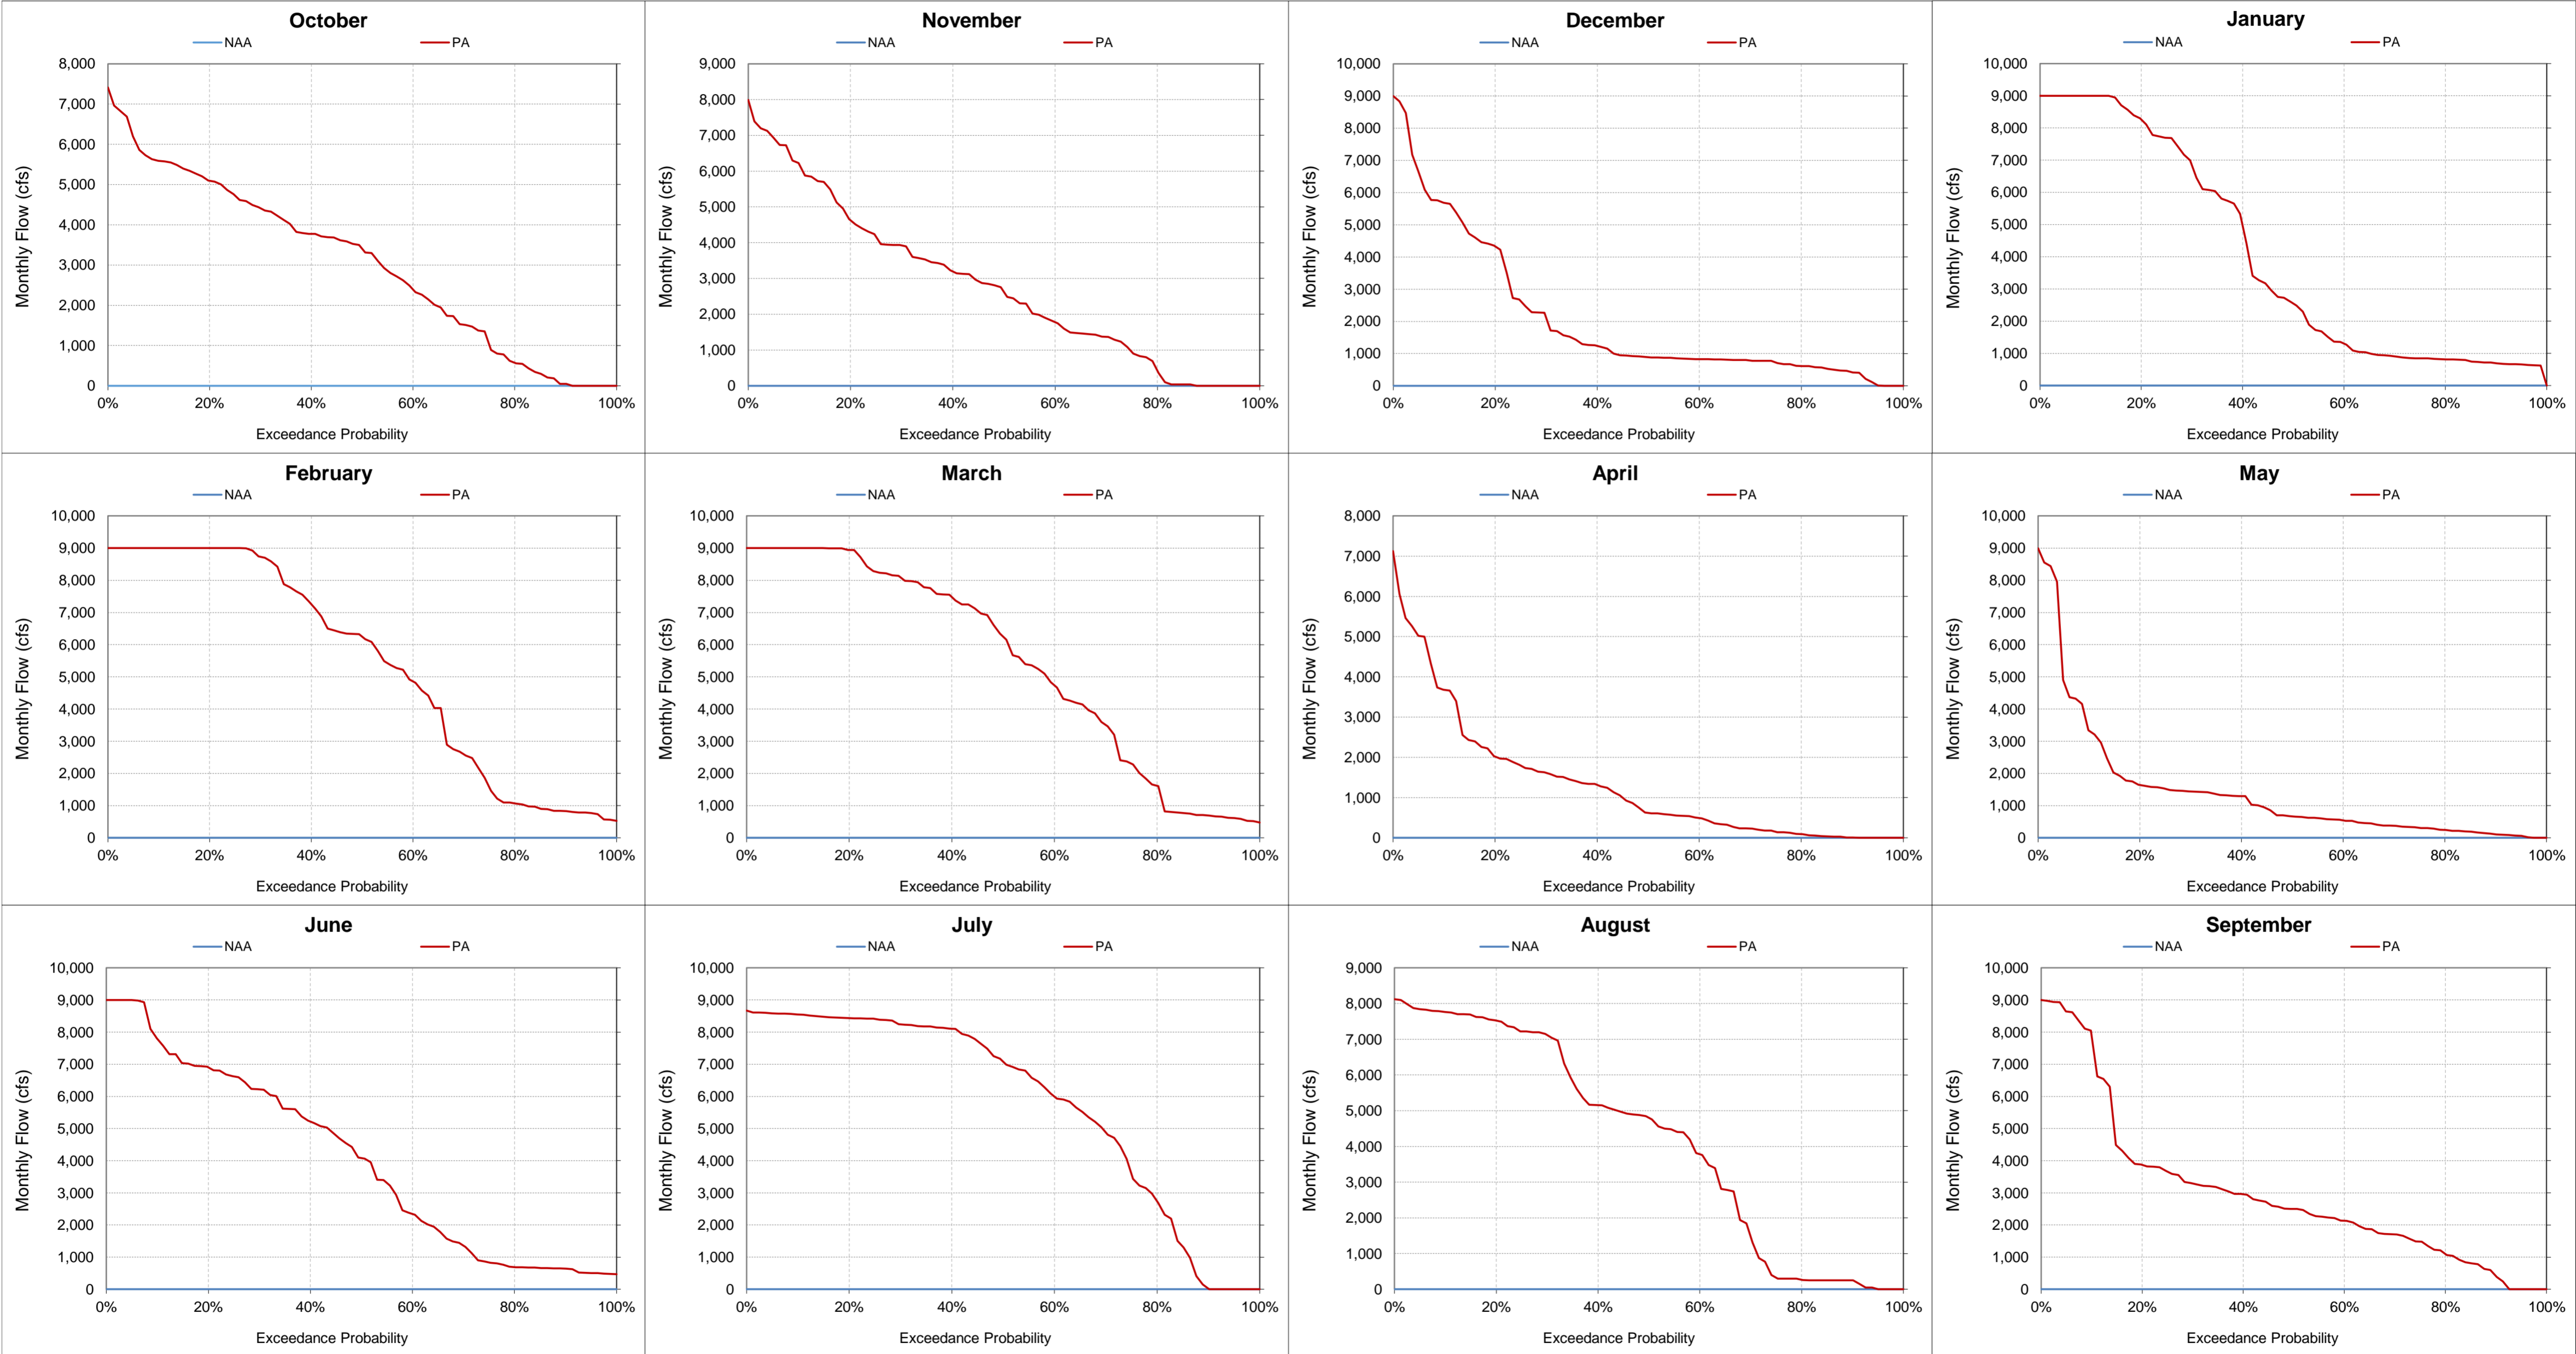 October
NAA PA
8,000
7,000
6,000
5,000
4,000
3,000
2,000
1,000
0
0% 20% 40% 60% 80% 100%
Monthly Flow (cfs)
Exceedance Probability
November
NAA PA
9,000
8,000
7,000
6,000
5,000
4,000
3,000
2,000
1,000
0
0% 20% 40% 60% 80% 100%
Monthly Flow (cfs)
Exceedance Probability
December
NAA PA
10,000
9,000
8,000
7,000
6,000
5,000
4,000
3,000
2,000
1,000
0
0% 20% 40% 60% 80% 100%
Monthly Flow (cfs)
Exceedance Probability
January
NAA PA
10,000
9,000
8,000
7,000
6,000
5,000
4,000
3,000
2,000
1,000
0
0% 20% 40% 60% 80% 100%
Monthly Flow (cfs)
Exceedance Probability
February
NAA PA
10,000
9,000
8,000
7,000
6,000
5,000
4,000
3,000
2,000
1,000
0
0% 20% 40% 60% 80% 100%
Monthly Flow (cfs)
Exceedance Probability
March
NAA PA
10,000
9,000
8,000
7,000
6,000
5,000
4,000
3,000
2,000
1,000
0
0% 20% 40% 60% 80% 100%
Monthly Flow (cfs)
Exceedance Probability
April
NAA PA
8,000
7,000
6,000
5,000
4,000
3,000
2,000
1,000
0
0% 20% 40% 60% 80% 100%
Monthly Flow (cfs)
Exceedance Probability
May
NAA PA
10,000
9,000
8,000
7,000
6,000
5,000
4,000
3,000
2,000
1,000
0
0% 20% 40% 60% 80% 100%
Monthly Flow (cfs)
Exceedance Probability
June
NAA PA
10,000
9,000
8,000
7,000
6,000
5,000
4,000
3,000
2,000
1,000
0
0% 20% 40% 60% 80% 100%
Monthly Flow (cfs)
Exceedance Probability
July
NAA PA
10,000
9,000
8,000
7,000
6,000
5,000
4,000
3,000
2,000
1,000
0
0% 20% 40% 60% 80% 100%
Monthly Flow (cfs)
Exceedance Probability
August
NAA PA
9,000
8,000
7,000
6,000
5,000
4,000
3,000
2,000
1,000
0
0% 20% 40% 60% 80% 100%
Monthly Flow (cfs)
Exceedance Probability
September
NAA PA
10,000
9,000
8,000
7,000
6,000
5,000
4,000
3,000
2,000
1,000
0
0% 20% 40% 60% 80% 100%
Monthly Flow (cfs)
Exceedance Probability